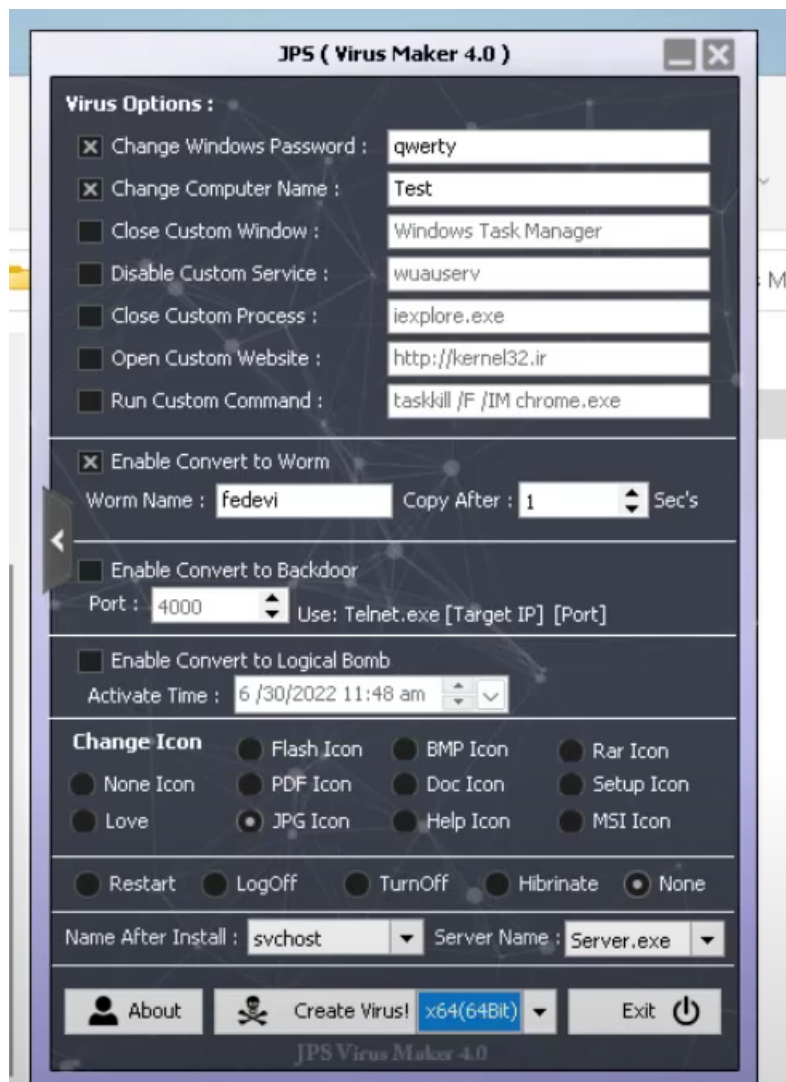 JPS ( Virus Maker 4.0 )
Virus Options :
Change Windows Password : qwerty
Change Computer Name : Test
Close Custom Window : Windows Task Manager
Disable Custom Service : wuauserv
Close Custom Process : iexplore.exe
Open Custom Website : http://kernel32.ir
Run Custom Command : taskkill /F /IM chrome.exe
Enable Convert to Worm
Worm Name : fedevi Copy After : 1 Sec's
Enable Convert to Backdoor
Port : 4000 Use: Telnet.exe [Target IP] [Port]
Enable Convert to Logical Bomb
Activate Time : 6 /30/2022 11:48 am
Change Icon Flash Icon BMP Icon Rar Icon
None Icon PDF Icon Doc Icon Setup Icon
Love JPG Icon Help Icon MSI Icon
Restart LogOff TurnOff Hibrinate None
Name After Install : svchost Server Name : Server.exe
About Create Virus! x64(64Bit) Exit
JPS Virus Maker 4.0